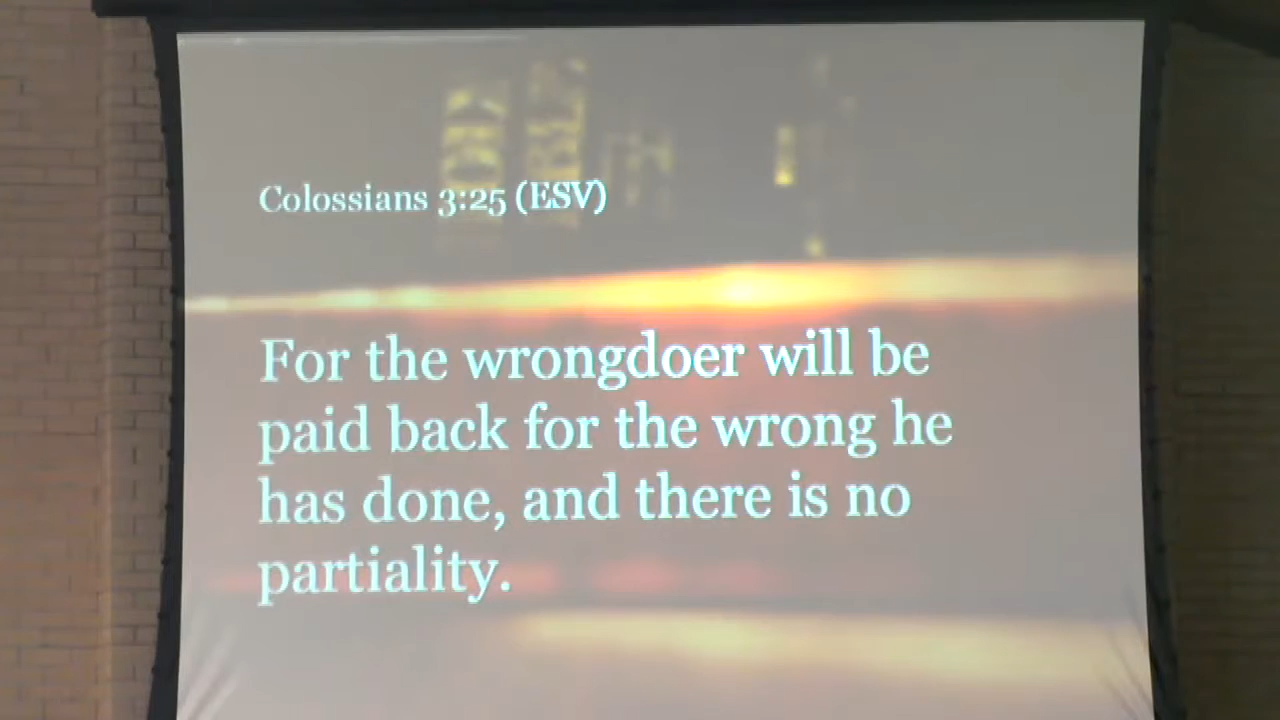 Colossians 3:25 (ESV)
For the wrongdoer will be
paid back for the wrong he
has done, and there is no
partiality.